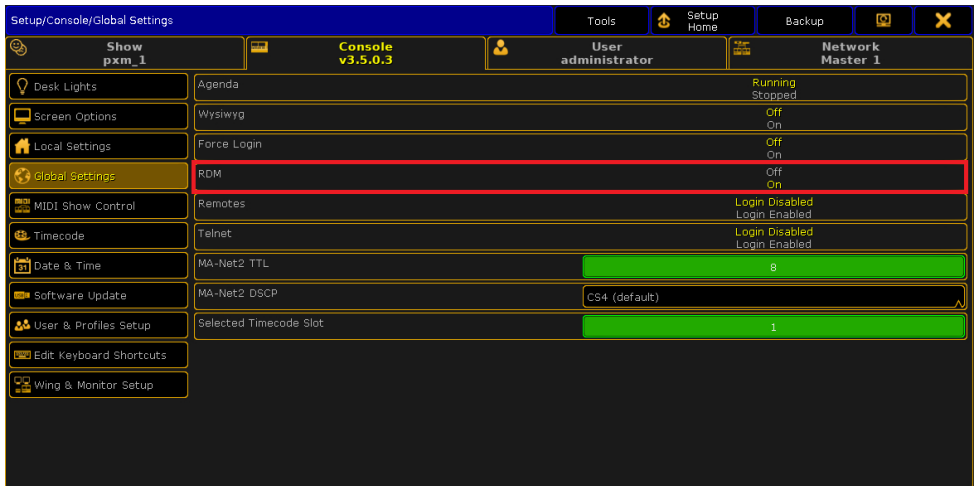 Setup/Console/Global Settings
Tools
Setup
Home
Backup
Show
pxm_1
Console
v3.5.0.3
User
administrator
Network
Master 1
Desk Lights
Screen Options
Local Settings
Global Settings
MIDI Show Control
Timecode
31
Date & Time
Software Update
User & Profiles Setup
Edit Keyboard Shortcuts
Wing & Monitor Setup
Agenda
Running
Stopped
Wysiwyg
Off
On
Force Login
Off
On
RDM
Off
On
Remotes
Login Disabled
Login Enabled
Telnet
Login Disabled
Login Enabled
MA-Net2 TTL
8
MA-Net2 DSCP
CS4 (default)
Selected Timecode Slot
1